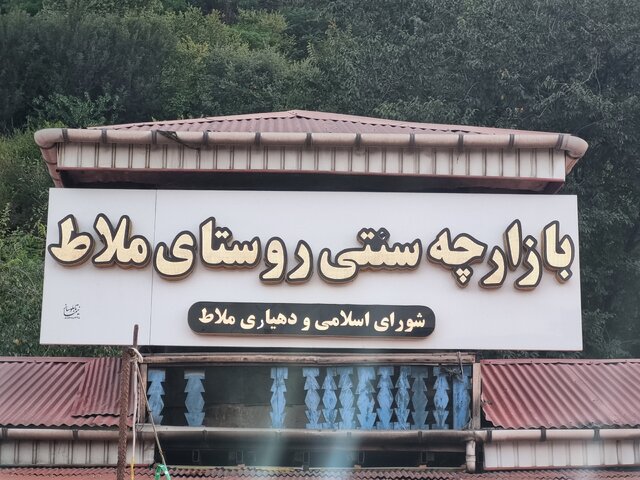 بازارچه سنتی روستای ملاط
شورای اسلامی و دهیاری ملاط